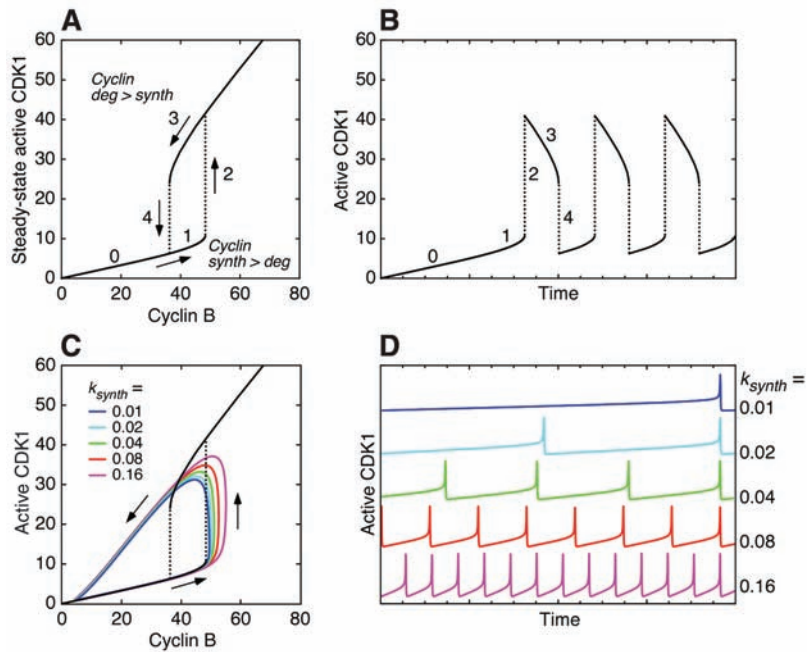 A
60
50
40
30
20
10
0
0 20 40 60 80
Steady-state active CDK1
Cyclin B
Cyclin
deg > synth
3
2
4
1
0
Cyclin
synth > deg
B
60
50
40
30
20
10
0
Active CDK1
Time
0
1
2
3
4
C
60
50
40
30
20
10
0
0 20 40 60 80
Active CDK1
Cyclin B
ksynth =
0.01
0.02
0.04
0.08
0.16
D
Active CDK1
Time
ksynth =
0.01
0.02
0.04
0.08
0.16